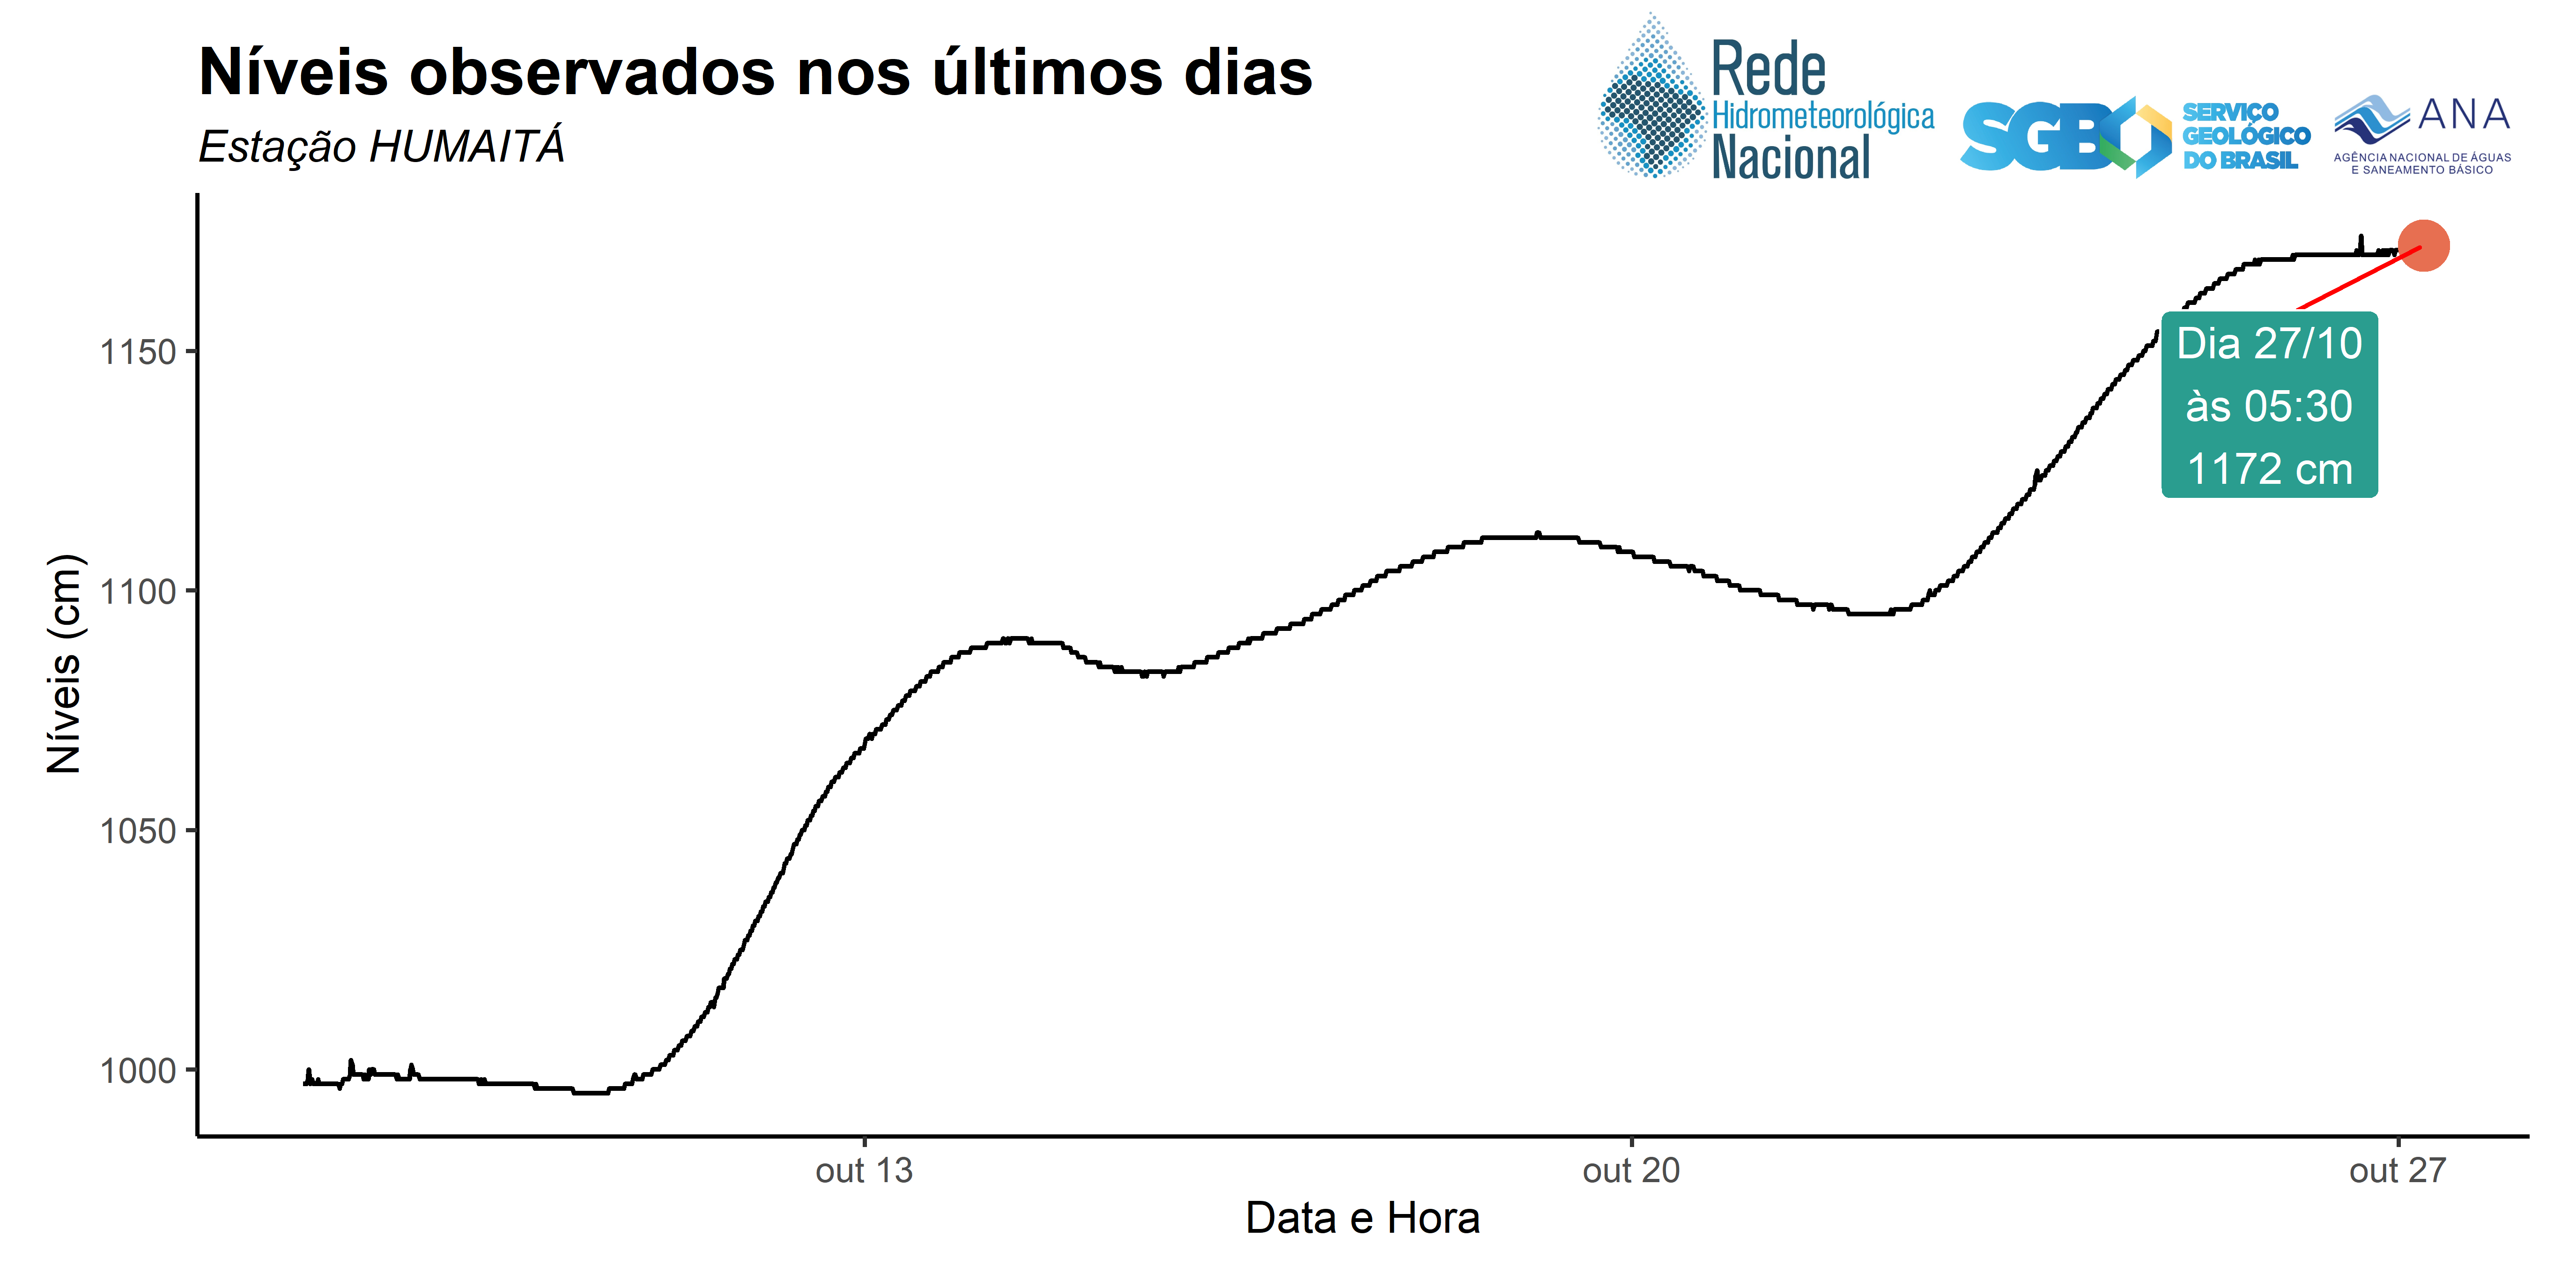 Níveis observados nos últimos dias
Estação HUMAITÁ
Rede
Hidrometeorológica
Nacional
SGB
SERVIÇO
GEOLÓGICO
DO BRASIL
ANA
AGÊNCIA NACIONAL DE ÁGUAS
E SANEAMENTO BÁSICO
Níveis (cm)
1150
1100
1050
1000
Dia 27/10
às 05:30
1172 cm
out 13
out 20
out 27
Data e Hora